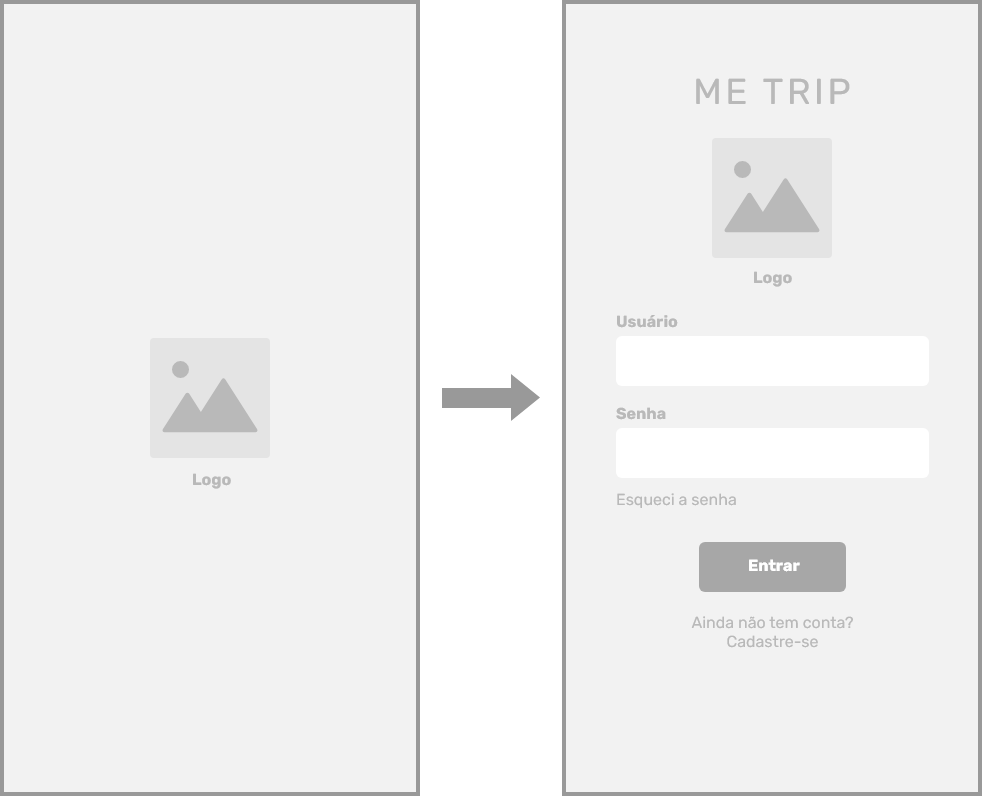 Logo
ME TRIP
Logo
Usuário
Senha
Esqueci a senha
Entrar
Ainda não tem conta?
Cadastre-se